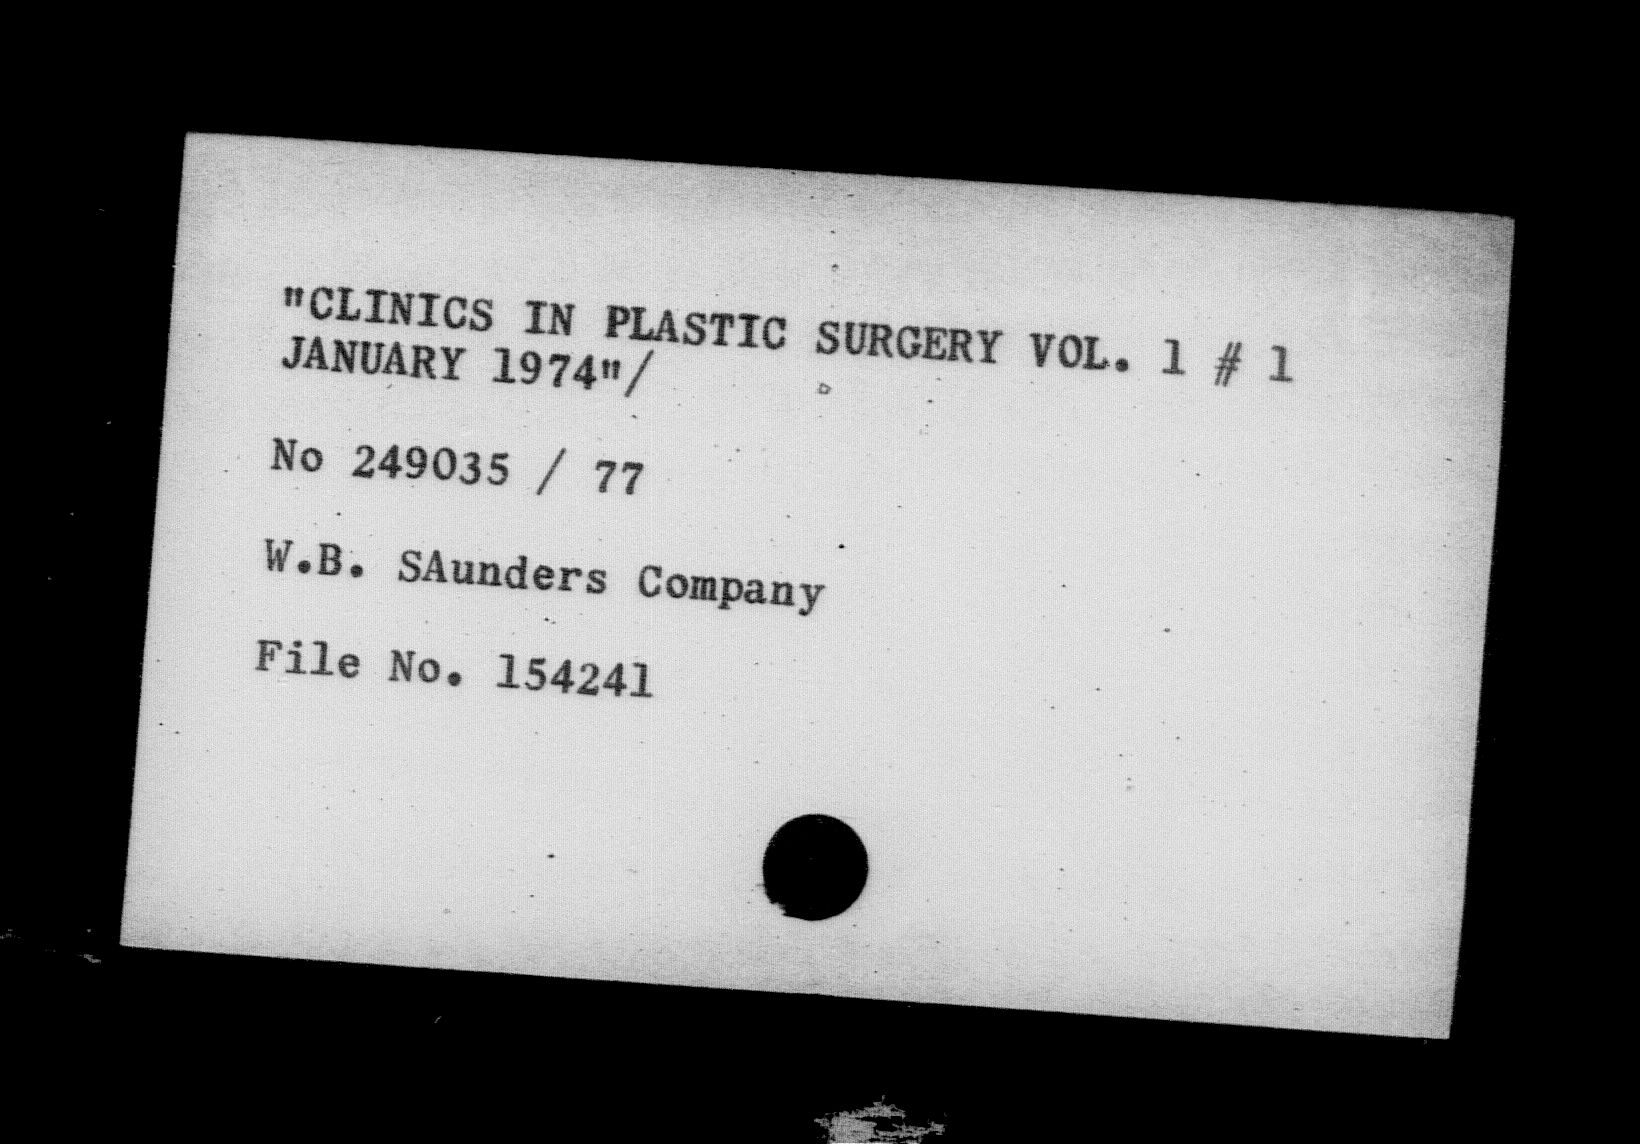 "CLINICS IN PLASTIC SURGERY VOL. 1 # 1
JANUARY 1974"/
No 249035 / 77
W.B. SAunders Company
File No. 154241